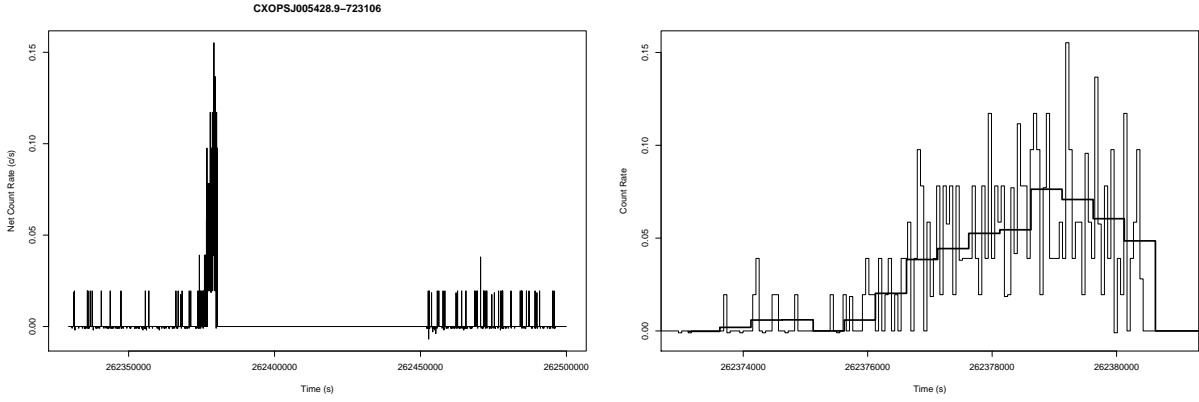 CXOPSJ005428.9−723106
Net Count Rate (c/s)
0.15
0.10
0.05
0.00
262350000 262400000 262450000 262500000
Time (s)
Count Rate
0.15
0.10
0.05
0.00
262374000 262376000 262378000 262380000
Time (s)